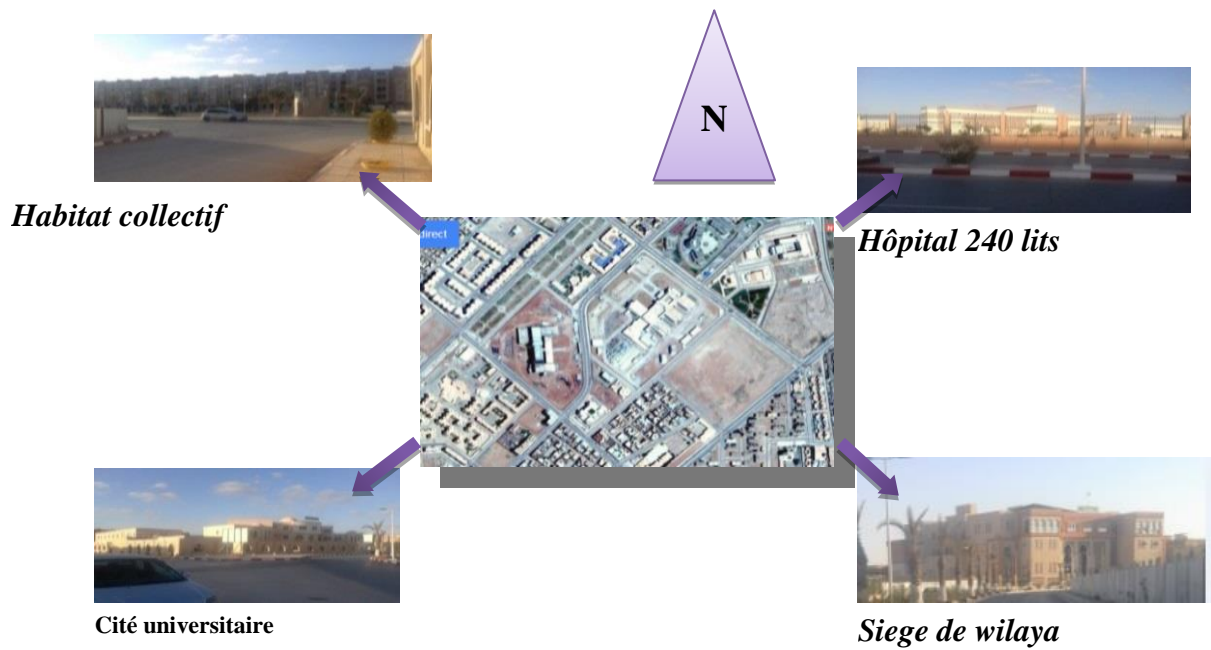 N
Habitat collectif
Hôpital 240 lits
direct
Cité universitaire
Siege de wilaya